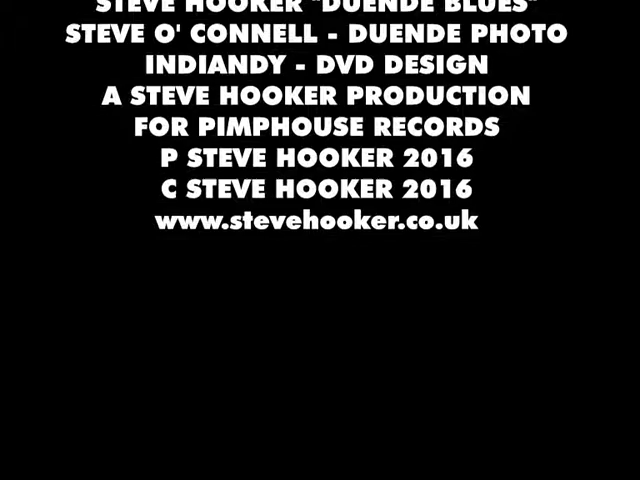 STEVE HOOKER "DUENDE BLUES"
STEVE O' CONNELL - DUENDE PHOTO
INDIANDY - DVD DESIGN
A STEVE HOOKER PRODUCTION
FOR PIMPHOUSE RECORDS
P STEVE HOOKER 2016
C STEVE HOOKER 2016
www.stevehooker.co.uk